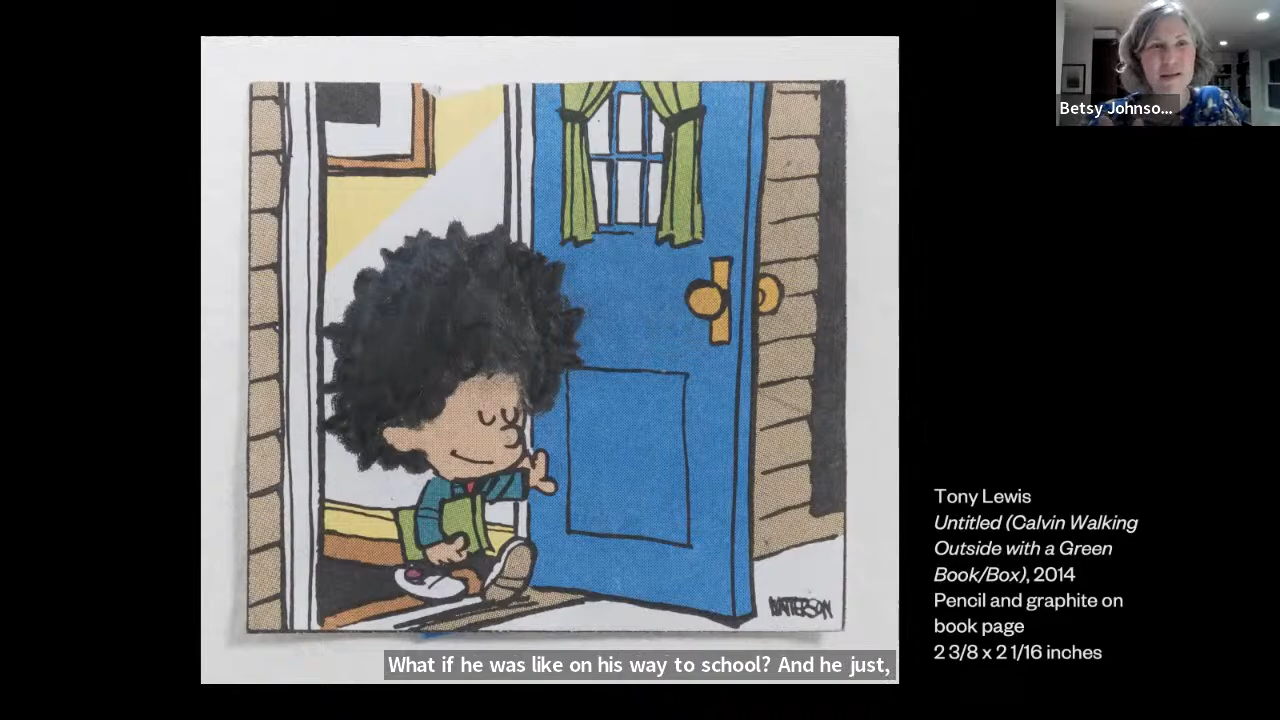 Betsy Johnso...
WATTERSON
Tony Lewis
Untitled (Calvin Walking
Outside with a Green
Book/Box), 2014
Pencil and graphite on
book page
2 3/8 x 2 1/16 inches
What if he was like on his way to school? And he just,